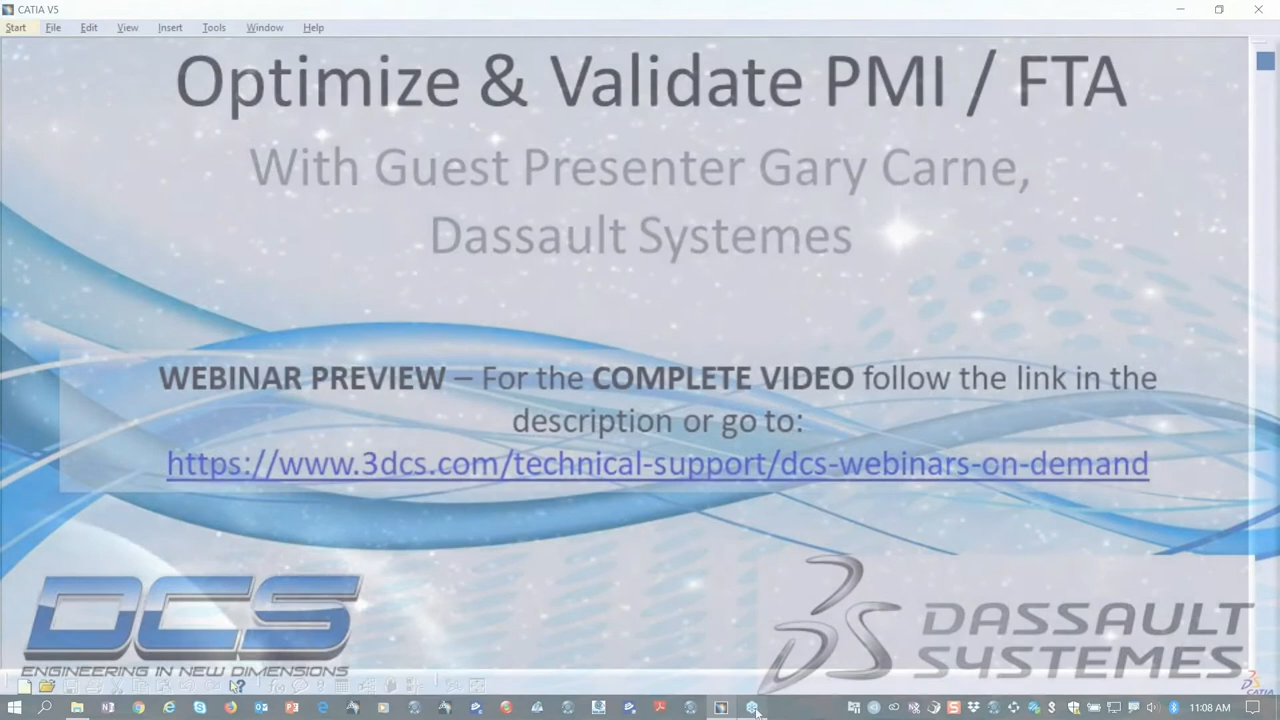 CATIA V5
Start File Edit View Insert Tools Window Help
Optimize & Validate PMI / FTA
With Guest Presenter Gary Carne,
Dassault Systemes
WEBINAR PREVIEW – For the COMPLETE VIDEO follow the link in the
description or go to:
https://www.3dcs.com/technical-support/dcs-webinars-on-demand
DCS
ENGINEERING IN NEW DIMENSIONS
DASSAULT
SYSTEMES
CATIA
11:08 AM